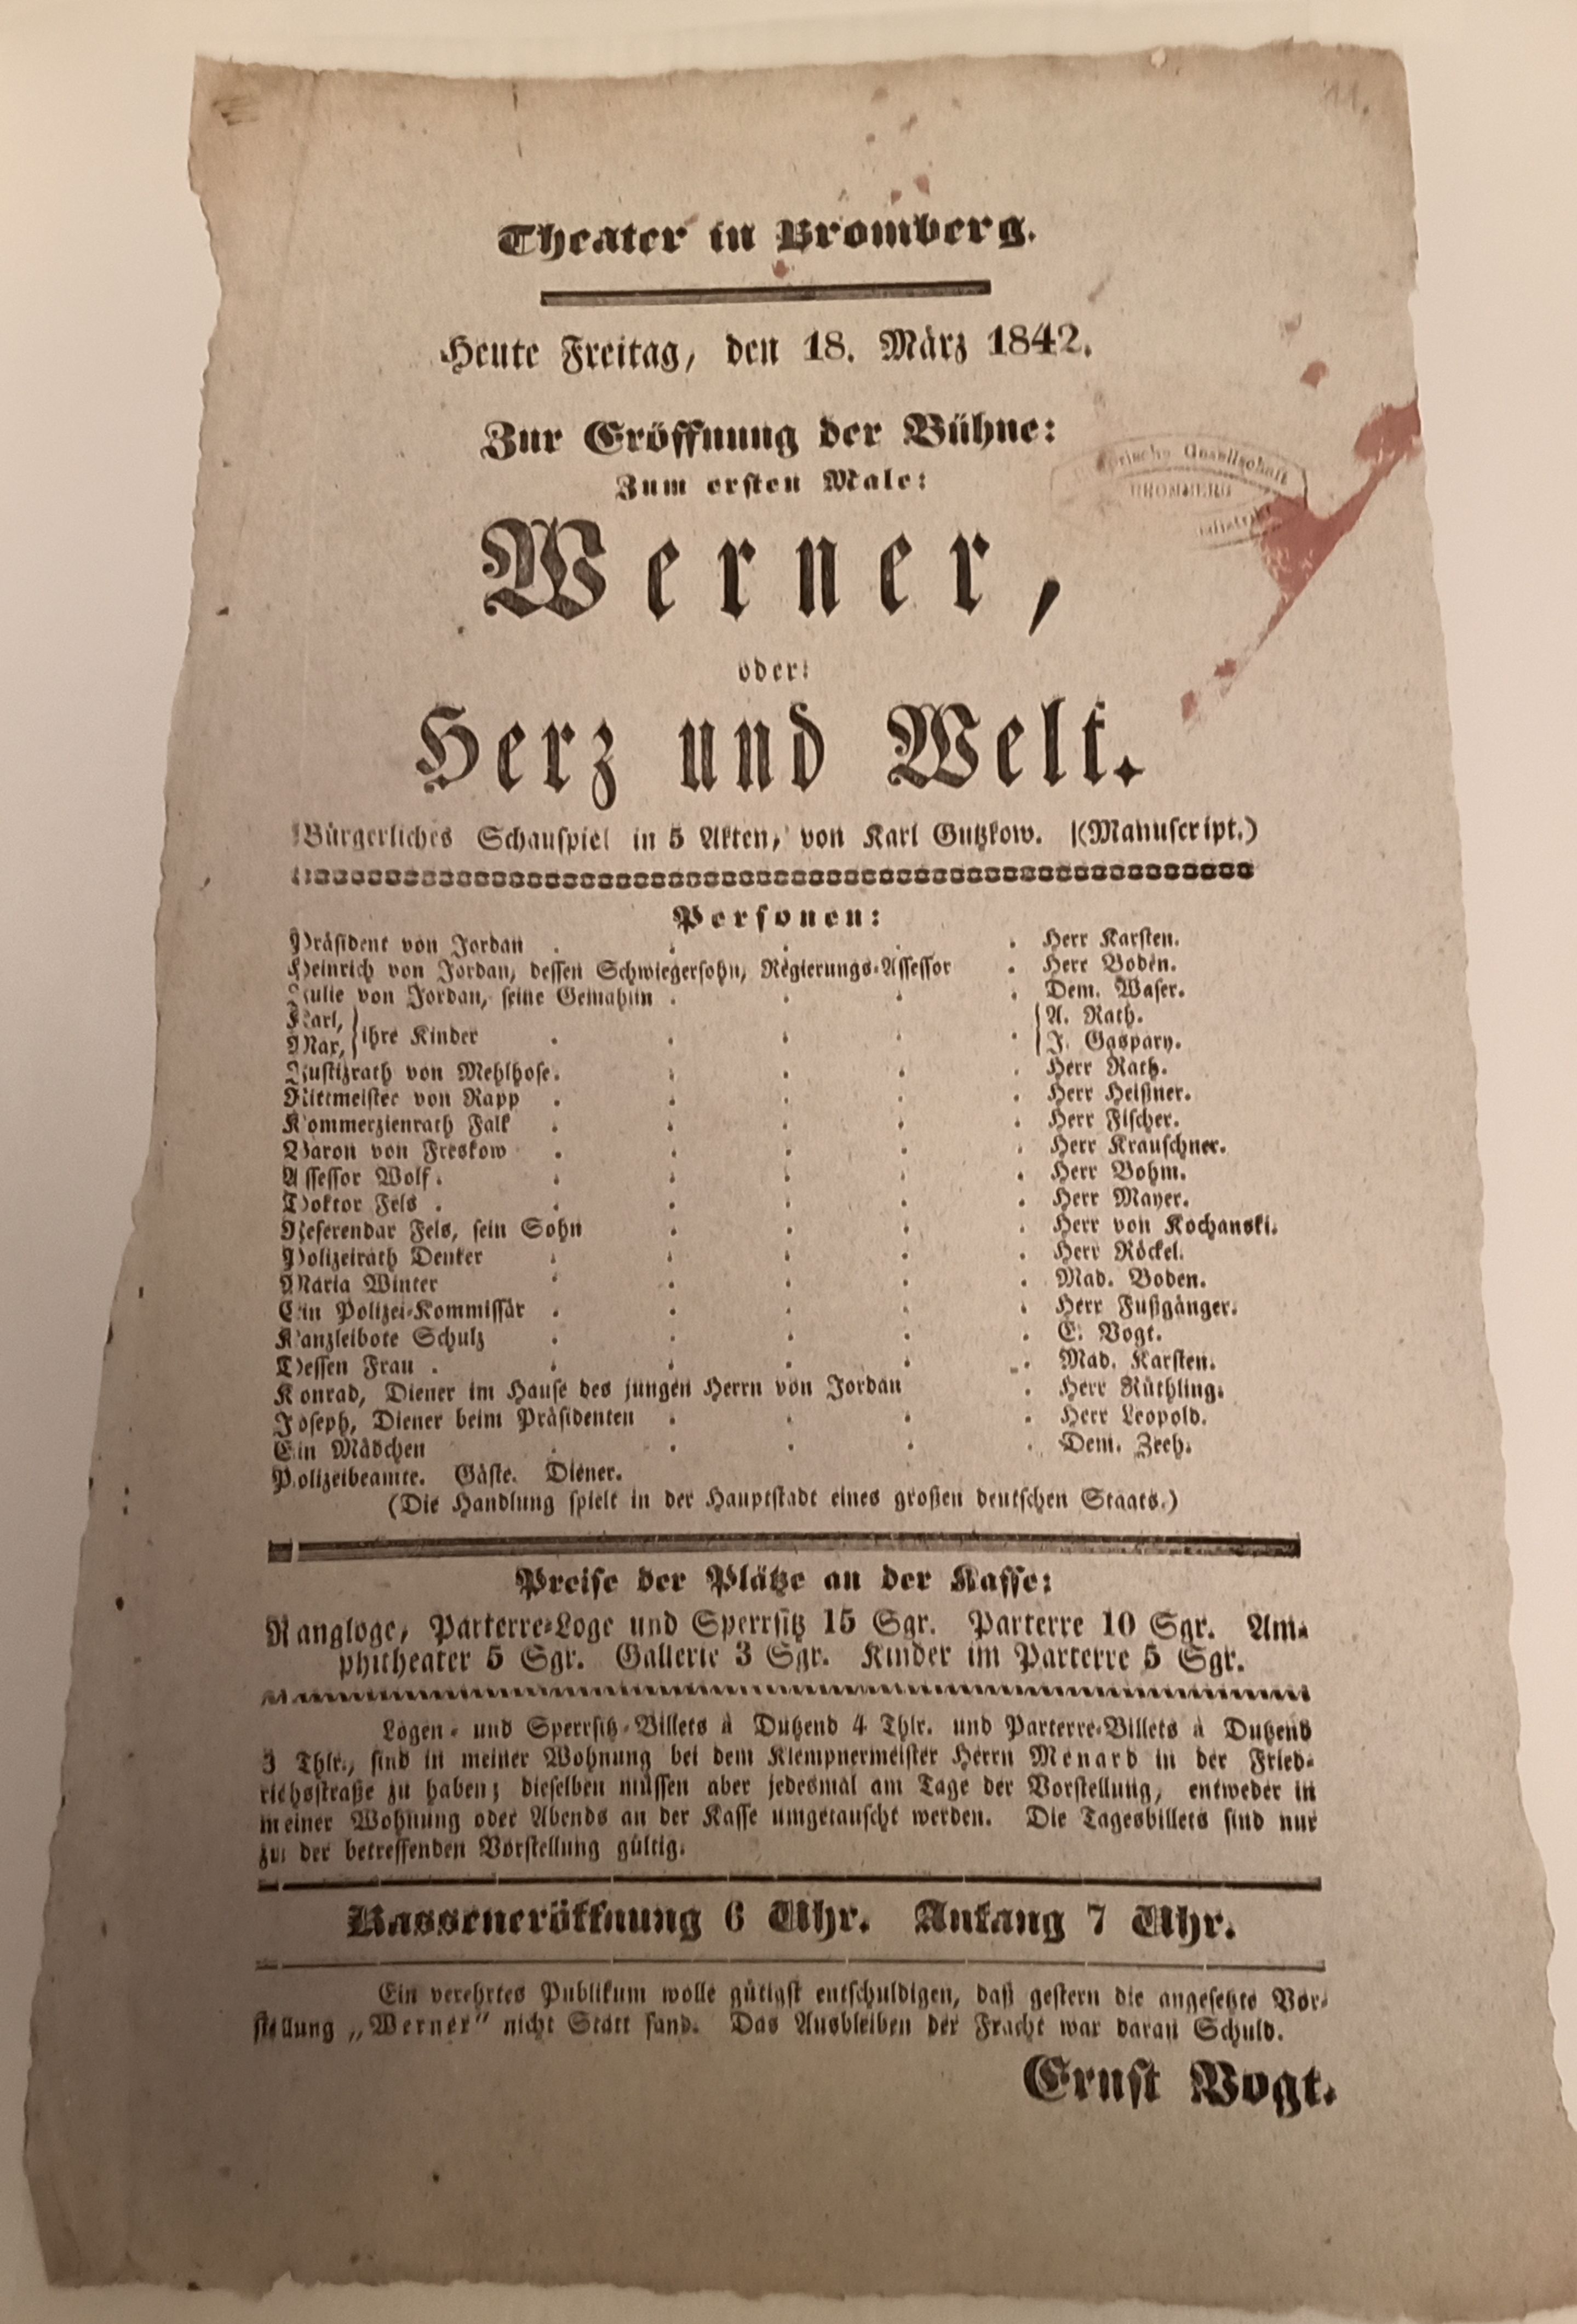 11.
Theater in Bromberg.
Heute Freitag, den 18. März 1842.
Zur Eröffnung der Bühne:
Zum ersten Male:
Werner,
oder:
Herz und Welt.
Bürgerliches Schauspiel in 5 Akten, von Karl Gutzkow. (Manuscript.)
Gesellschaft
BROMBERG
Personen:
Präsident von Jordan . . . . . Herr Karsten.
Heinrich von Jordan, dessen Schwiegersohn, Regierungs-Assessor . Herr Boden.
Julie von Jordan, seine Gemahlin . . . . Dem. Waser.
Karl, } ihre Kinder . . . . . { A. Rath.
Max, } { J. Gaspary.
Justizrath von Mehlhose. . . . . Herr Rath.
Rittmeister von Rapp . . . . . Herr Heißner.
Kommerzienrath Falk . . . . . Herr Fischer.
Baron von Freskow . . . . . Herr Krauschner.
Assessor Wolf. . . . . . Herr Bohm.
Doktor Fels . . . . . . Herr Mayer.
Referendar Fels, sein Sohn . . . . Herr von Kochanski.
Polizeirath Denker . . . . . Herr Röckel.
Maria Winter . . . . . Mad. Boden.
Ein Polizei-Kommissär . . . . . Herr Fußgänger.
Kanzleibote Schulz . . . . . E. Vogt.
Dessen Frau . . . . . . Mad. Karsten.
Konrad, Diener im Hause des jungen Herrn von Jordan . Herr Rüthling.
Joseph, Diener beim Präsidenten . . . . Herr Leopold.
Ein Mädchen . . . . . Dem. Zeeh.
Polizeibeamte. Gäste. Diener.
(Die Handlung spielt in der Hauptstadt eines großen deutschen Staats.)
Preise der Plätze an der Kasse:
Rangloge, Parterre-Loge und Sperrsitz 15 Sgr. Parterre 10 Sgr. Am-
phitheater 5 Sgr. Gallerie 3 Sgr. Kinder im Parterre 5 Sgr.
Logen- und Sperrsitz-Billets à Dutzend 4 Thlr. und Parterre-Billets à Dutzend
3 Thlr., sind in meiner Wohnung bei dem Klempnermeister Herrn Menard in der Fried-
richsstraße zu haben; dieselben müssen aber jedesmal am Tage der Vorstellung, entweder in
meiner Wohnung oder Abends an der Kasse umgetauscht werden. Die Tagesbillets sind nur
zu der betreffenden Vorstellung gültig.
Kasseneröffnung 6 Uhr. Anfang 7 Uhr.
Ein verehrtes Publikum wolle gütigst entschuldigen, daß gestern die angesetzte Vor-
stellung „Werner" nicht Statt fand. Das Ausbleiben der Fracht war daran Schuld.
Ernst Vogt.